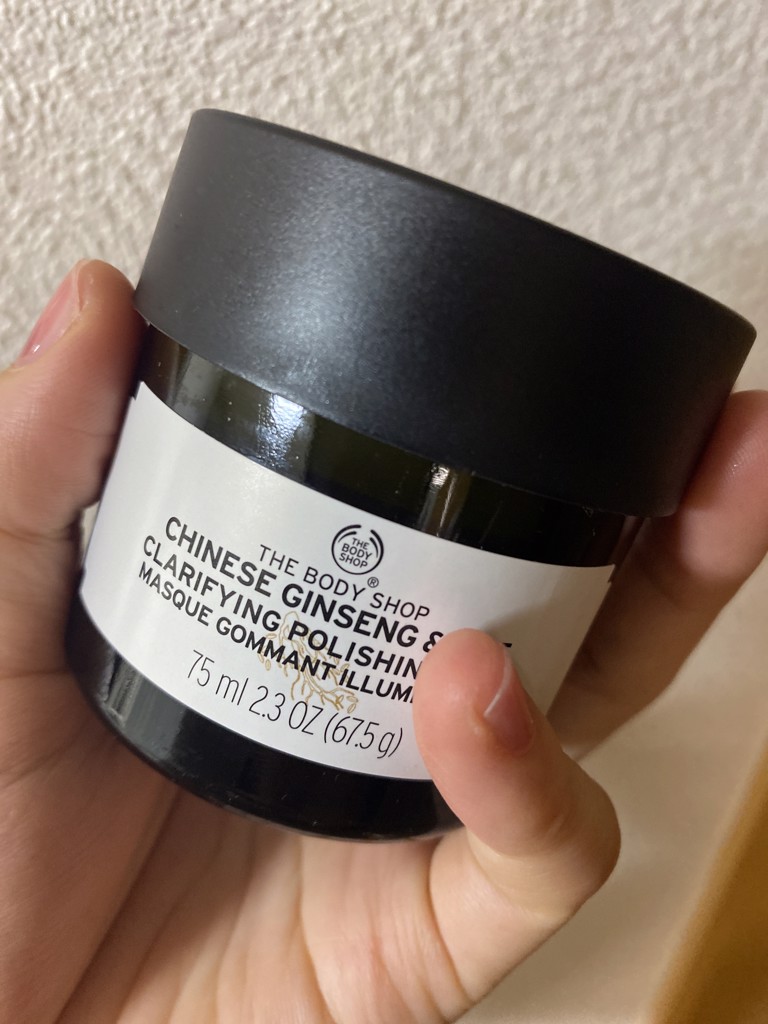 THE
BODY
SHOP
®
THE BODY SHOP
CHINESE GINSENG &
CLARIFYING POLISHIN
MASQUE GOMMANT ILLUM
75 ml 2.3 OZ (67.5 g)